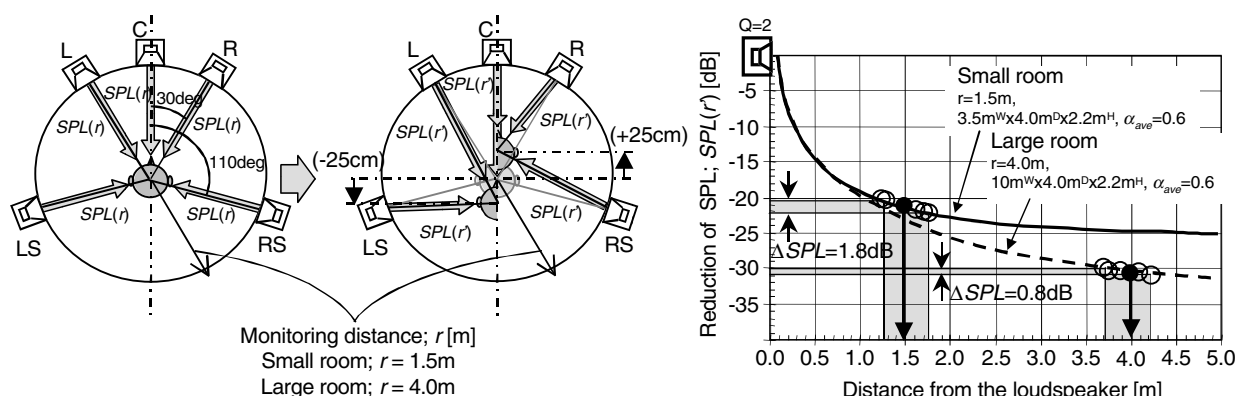 C
L
R
SPL(r)
30deg
SPL(r)
SPL(r)
110deg
SPL(r)
SPL(r)
LS
RS
C
L
R
SPL(r')
SPL(r')
SPL(r')
(+25cm)
(-25cm)
SPL(r')
SPL(r')
LS
RS
Monitoring distance; r [m]
Small room; r = 1.5m
Large room; r = 4.0m
Q=2
Reduction of SPL; SPL(r') [dB]
-5
-10
-15
-20
-25
-30
-35
Small room
r=1.5m,
3.5mᵂx4.0mᴰx2.2mᴴ, αave=0.6
Large room
r=4.0m,
10mᵂx4.0mᴰx2.2mᴴ, αave=0.6
ΔSPL=1.8dB
ΔSPL=0.8dB
0.0 0.5 1.0 1.5 2.0 2.5 3.0 3.5 4.0 4.5 5.0
Distance from the loudspeaker [m]